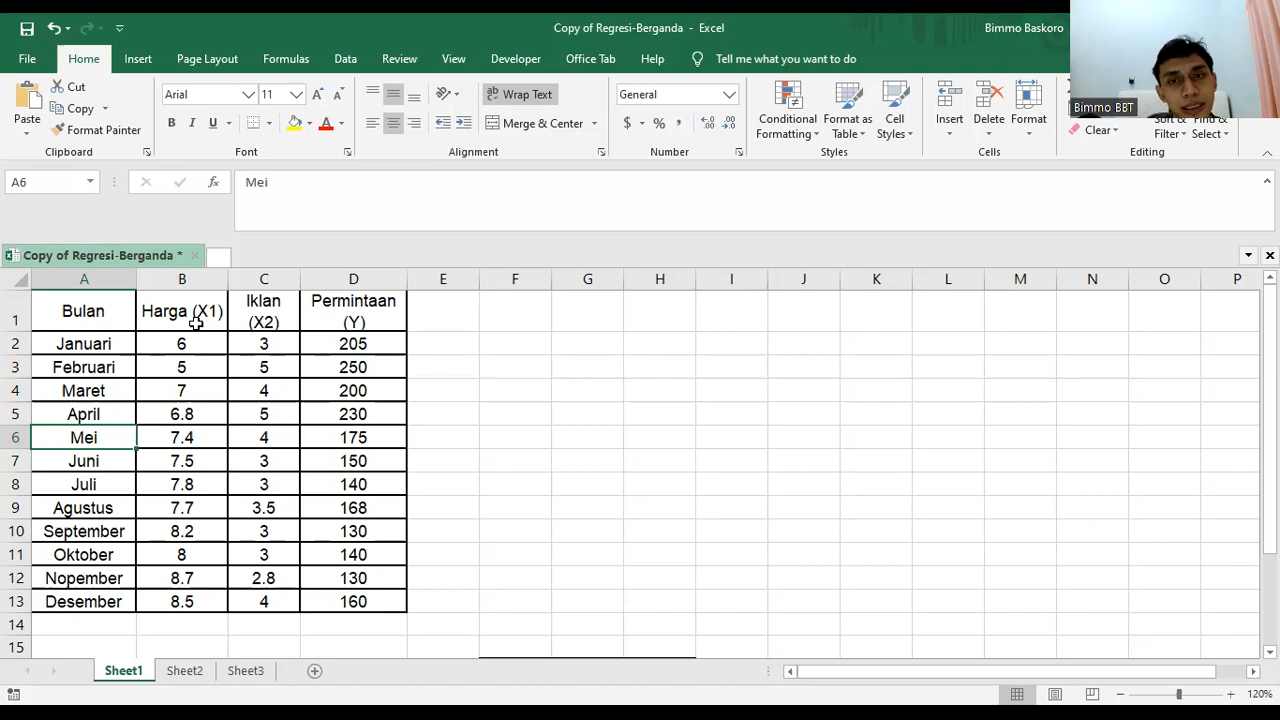 Copy of Regresi-Berganda - Excel
Bimmo Baskoro
File Home Insert Page Layout Formulas Data Review View Developer Office Tab Help Tell me what you want to do
Paste
Cut
Copy
Format Painter
Clipboard
Arial 11
B I U
Font
Wrap Text
Merge & Center
Alignment
General
$ % ,
Number
Conditional Formatting
Format as Table
Cell Styles
Styles
Insert
Delete
Format
Cells
Clear
Sort &
Filter
Find &
Select
Editing
Bimmo BBT
A6 fx Mei
Copy of Regresi-Berganda *
A B C D E F G H I J K L M N O P
1 Bulan Harga (X1) Iklan (X2) Permintaan (Y)
2 Januari 6 3 205
3 Februari 5 5 250
4 Maret 7 4 200
5 April 6.8 5 230
6 Mei 7.4 4 175
7 Juni 7.5 3 150
8 Juli 7.8 3 140
9 Agustus 7.7 3.5 168
10 September 8.2 3 130
11 Oktober 8 3 140
12 Nopember 8.7 2.8 130
13 Desember 8.5 4 160
14
15
Sheet1 Sheet2 Sheet3
120%